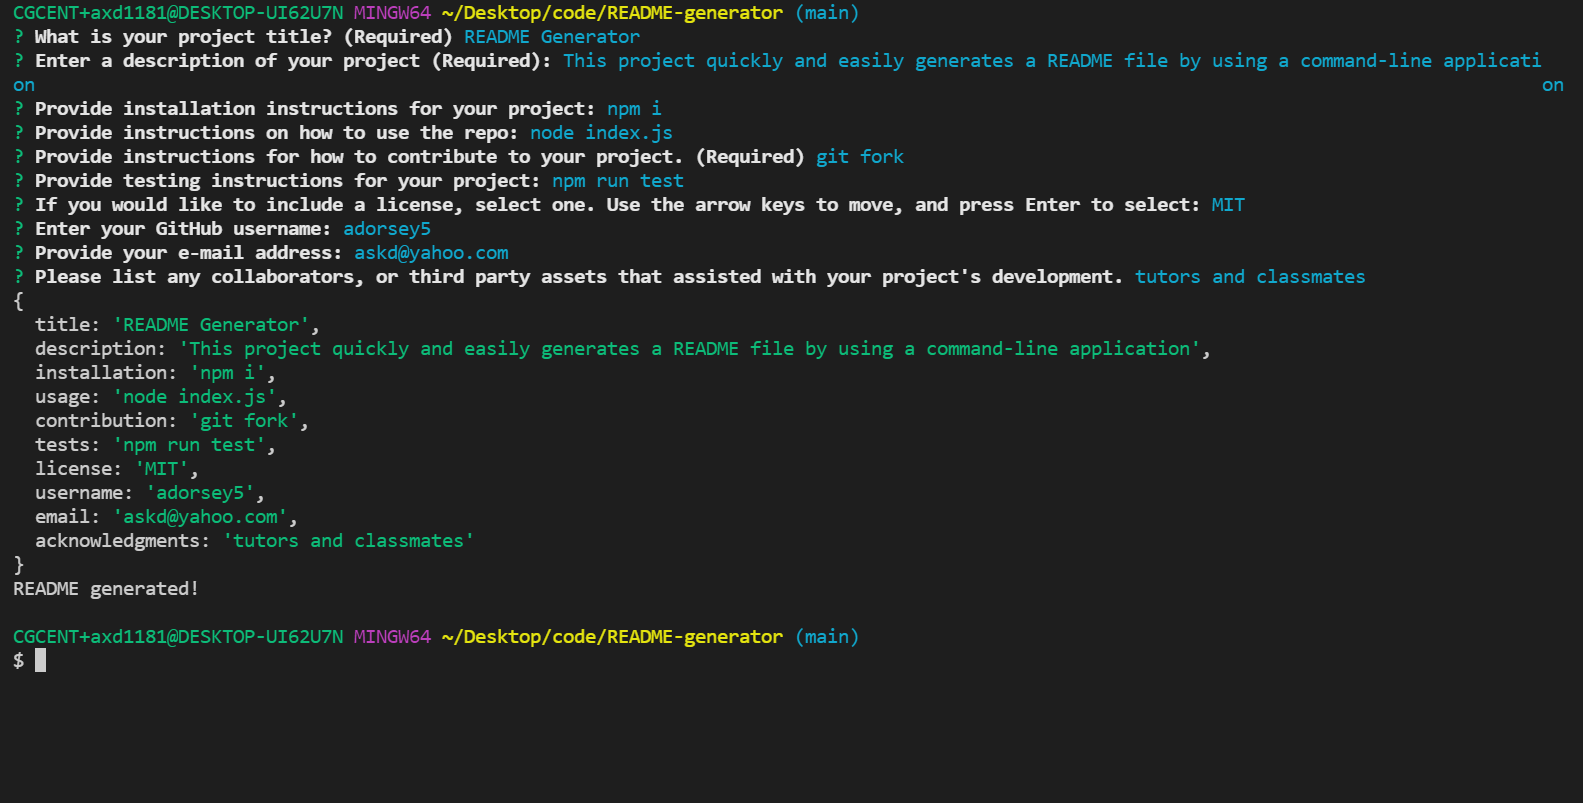 CGCENT+axd1181@DESKTOP-UI62U7N MINGW64 ~/Desktop/code/README-generator (main)
? What is your project title? (Required) README Generator
? Enter a description of your project (Required): This project quickly and easily generates a README file by using a command-line applicati
on on
? Provide installation instructions for your project: npm i
? Provide instructions on how to use the repo: node index.js
? Provide instructions for how to contribute to your project. (Required) git fork
? Provide testing instructions for your project: npm run test
? If you would like to include a license, select one. Use the arrow keys to move, and press Enter to select: MIT
? Enter your GitHub username: adorsey5
? Provide your e-mail address: askd@yahoo.com
? Please list any collaborators, or third party assets that assisted with your project's development. tutors and classmates
{
  title: 'README Generator',
  description: 'This project quickly and easily generates a README file by using a command-line application',
  installation: 'npm i',
  usage: 'node index.js',
  contribution: 'git fork',
  tests: 'npm run test',
  license: 'MIT',
  username: 'adorsey5',
  email: 'askd@yahoo.com',
  acknowledgments: 'tutors and classmates'
}
README generated!
CGCENT+axd1181@DESKTOP-UI62U7N MINGW64 ~/Desktop/code/README-generator (main)
$